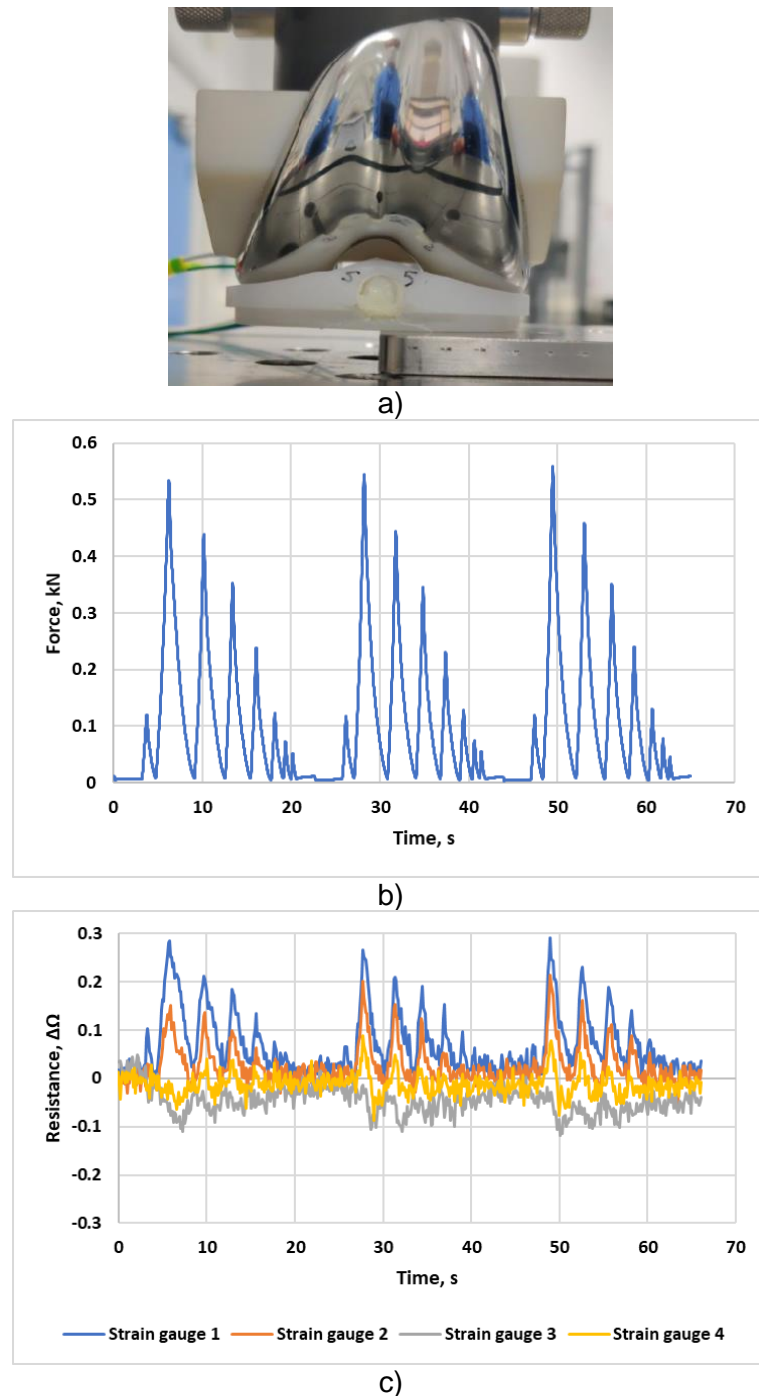 5 5
a)
0.6
0.5
0.4
0.3
0.2
0.1
0
Force, kN
0 10 20 30 40 50 60 70
Time, s
b)
0.3
0.2
0.1
0
-0.1
-0.2
-0.3
Resistance, ΔΩ
0 10 20 30 40 50 60 70
Time, s
Strain gauge 1 Strain gauge 2 Strain gauge 3 Strain gauge 4
c)